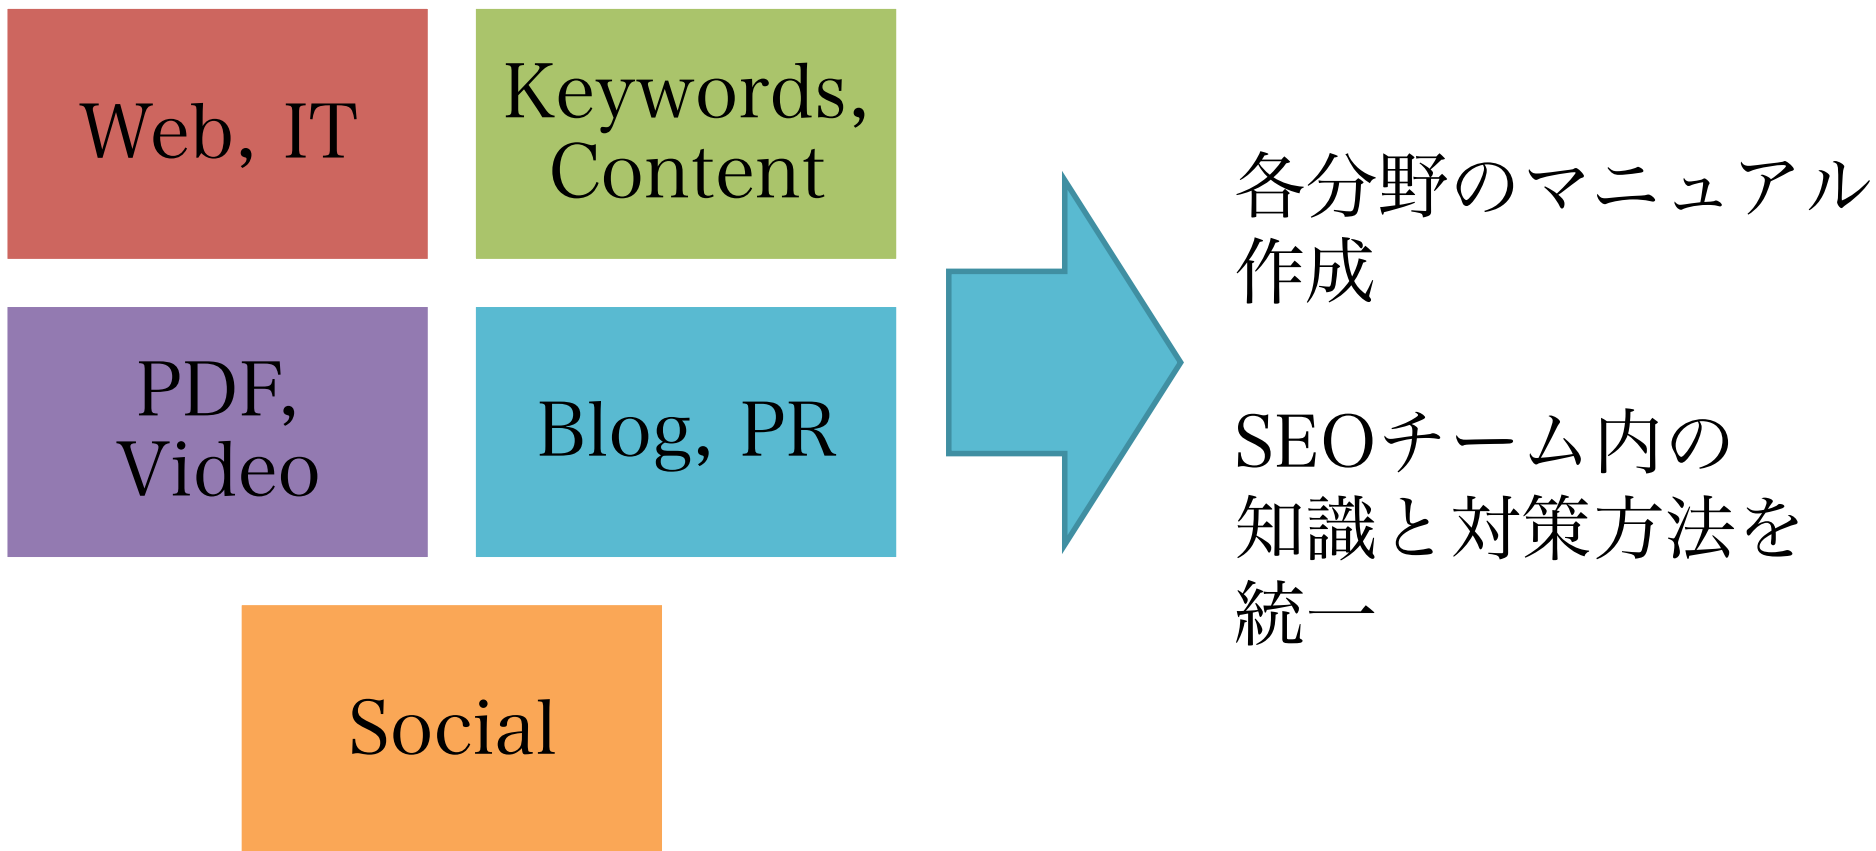 Web, IT
Keywords,
Content
PDF,
Video
Blog, PR
Social
各分野のマニュアル
作成
SEOチーム内の
知識と対策方法を
統一